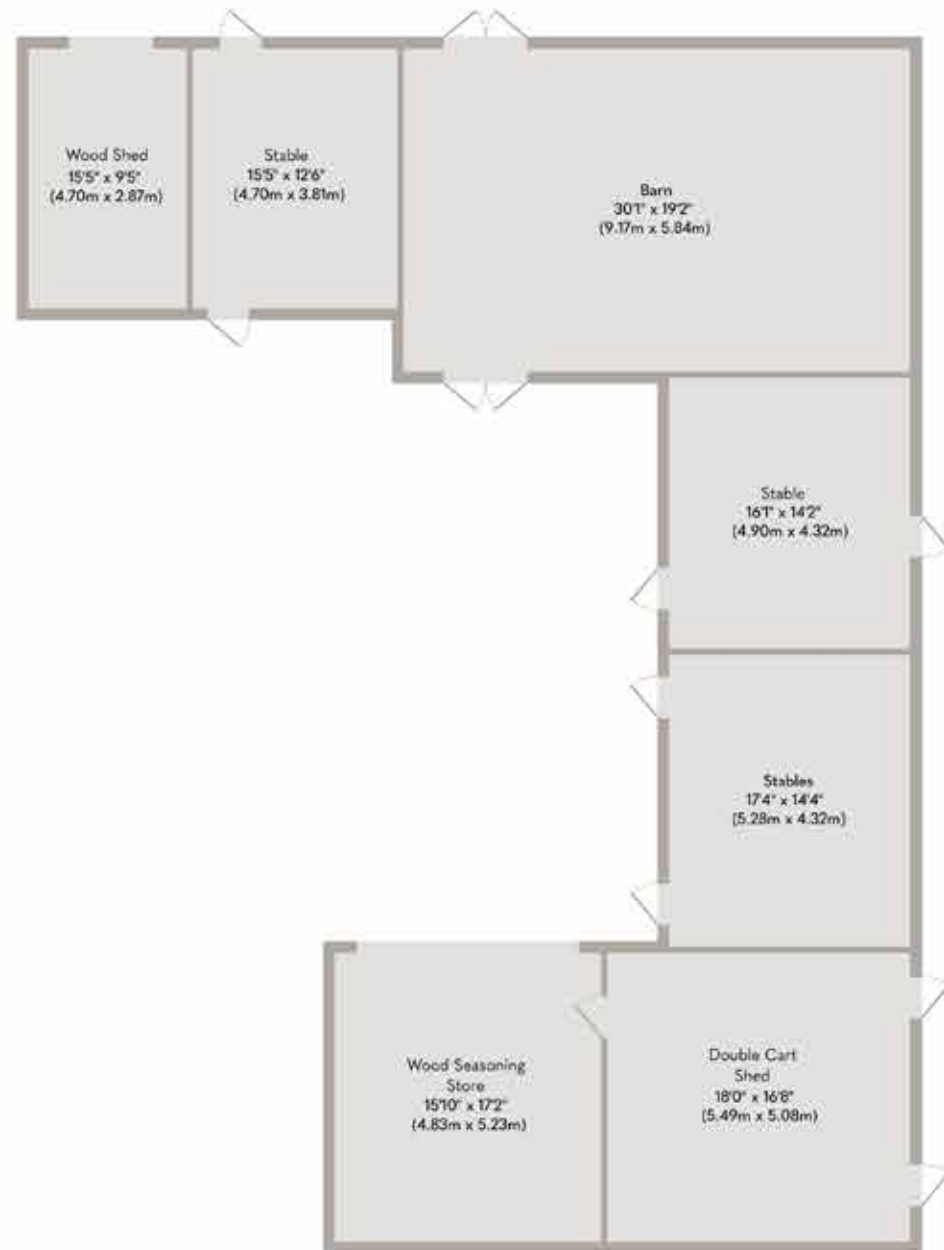 Wood Shed
15'5" x 9'5"
(4.70m x 2.87m)
Stable
15'5" x 12'6"
(4.70m x 3.81m)
Barn
30'1" x 19'2"
(9.17m x 5.84m)
Stable
16'1" x 14'2"
(4.90m x 4.32m)
Stables
17'4" x 14'4"
(5.28m x 4.32m)
Wood Seasoning
Store
15'10" x 17'2"
(4.83m x 5.23m)
Double Cart
Shed
18'0" x 16'8"
(5.49m x 5.08m)